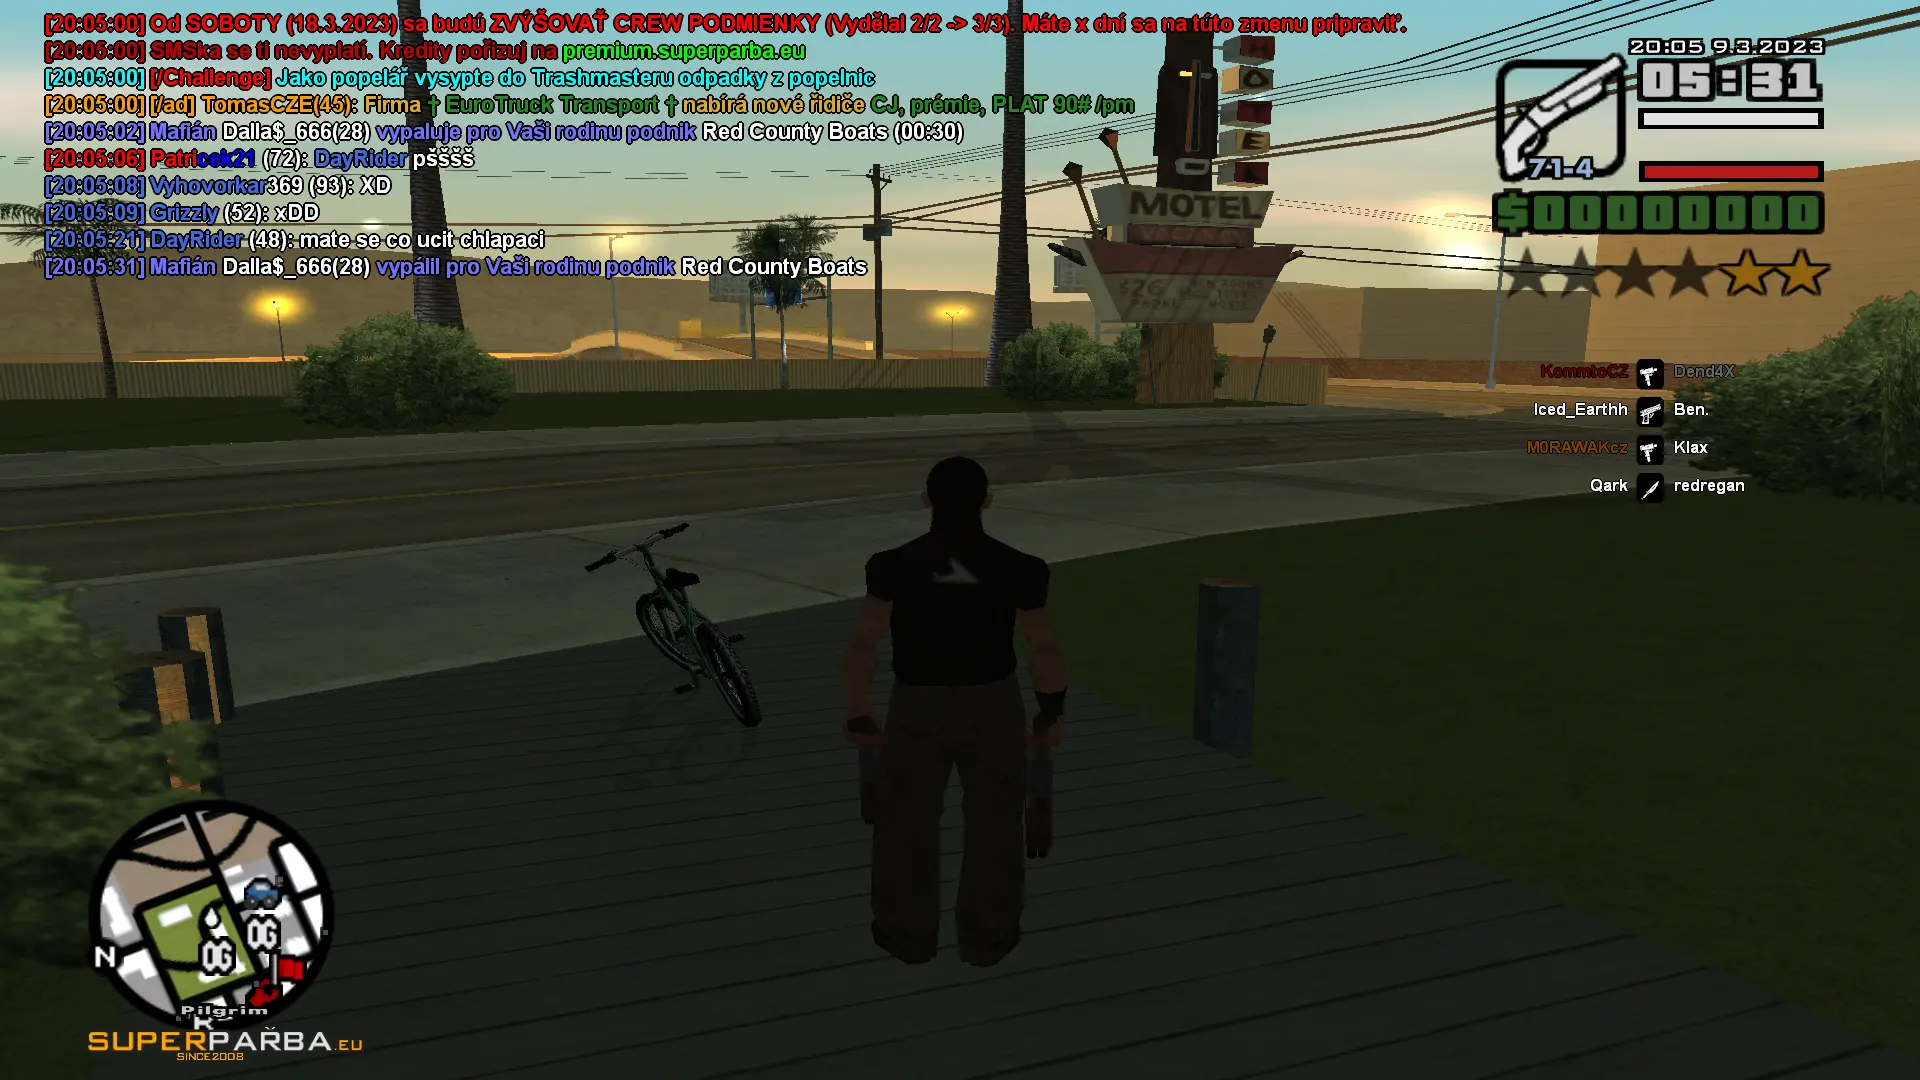 [20:05:00] Od SOBOTY (18.3.2023) sa budú ZVÝŠOVAŤ CREW PODMIENKY (Vydělal 2/2 -> 3/3). Máte x dní sa na túto zmenu pripraviť.
[20:05:00] SMSka se ti nevyplatí. Kredity pořizuj na premium.superparba.eu
[20:05:00] [/Challenge] Jako popelář vysypte do Trashmasteru odpadky z popelnic
[20:05:00] [/ad] TomasCZE(45): Firma † EuroTruck Transport † nabírá nové řidiče CJ, prémie, PLAT 90# /pm
[20:05:02] Mafián Dalla$_666(28) vypaluje pro Vaši rodinu podnik Red County Boats (00:30)
[20:05:06] Patricek21 (72): DayRider pšššš
[20:05:08] Vyhovorkar369 (93): XD
[20:05:09] Grizzly (52): xDD
[20:05:21] DayRider (48): mate se co ucit chlapaci
[20:05:31] Mafián Dalla$_666(28) vypálil pro Vaši rodinu podnik Red County Boats
20:05 9.3.2023
05:31
71-4
$00000000
MOTEL
$26
KommtoCZ Dend4X
Iced_Earthh Ben.
M0RAWAKcz Klax
Qark redregan
OG
OG
N
Pilgrim
SUPERPAŘBA.EU
SINCE2008